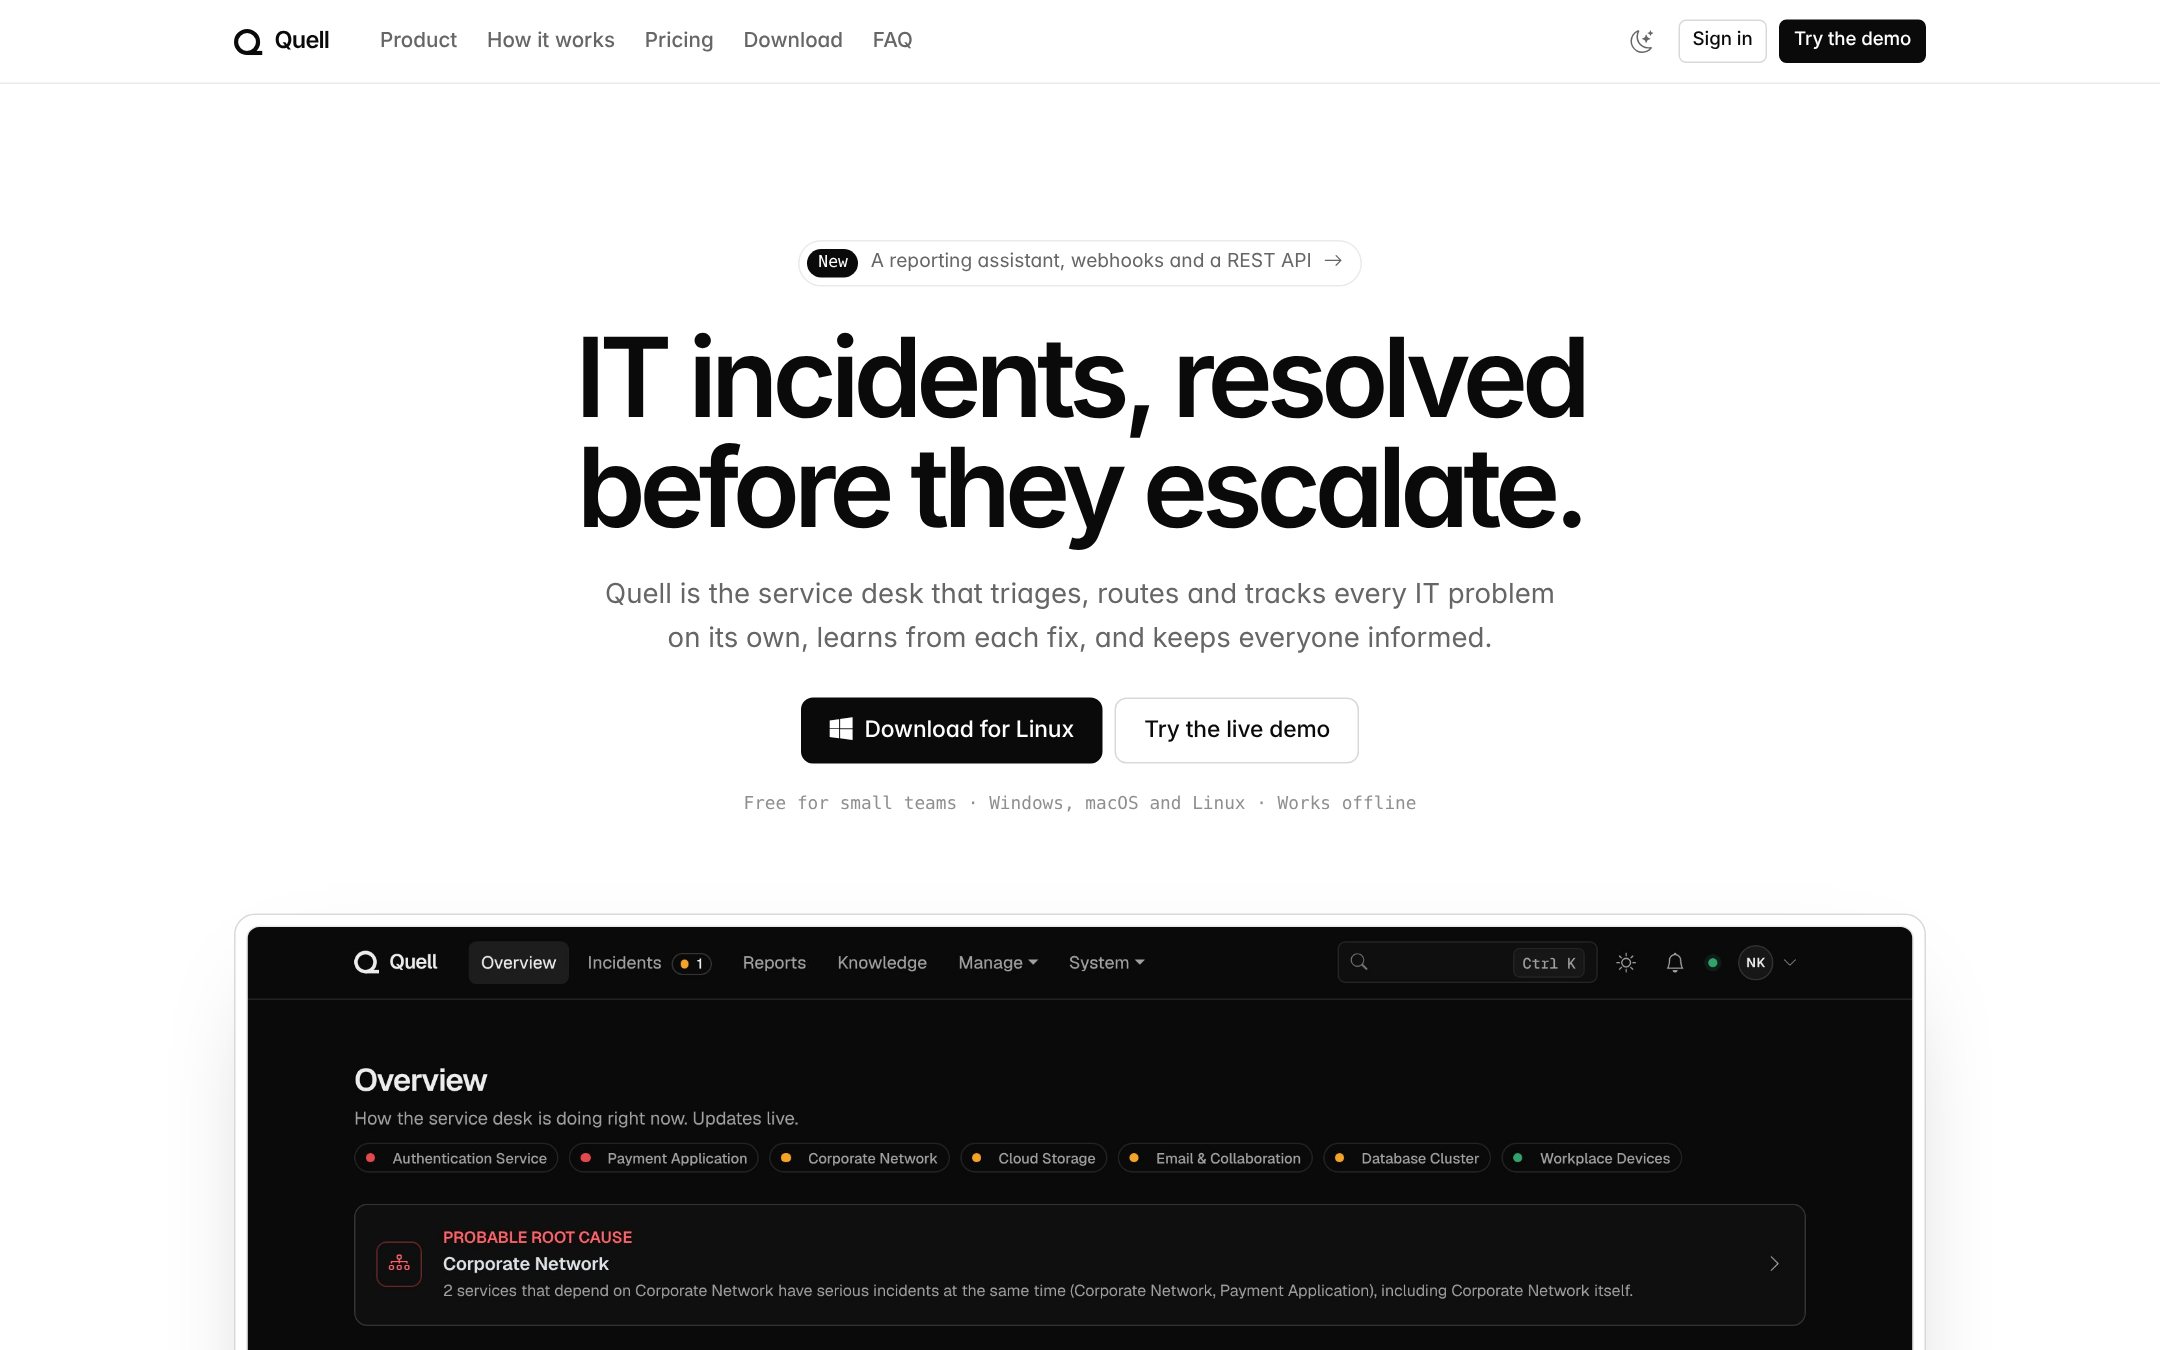 Quell Product How it works Pricing Download FAQ Sign in Try the demo
New A reporting assistant, webhooks and a REST API →
IT incidents, resolved
before they escalate.
Quell is the service desk that triages, routes and tracks every IT problem
on its own, learns from each fix, and keeps everyone informed.
Download for Linux Try the live demo
Free for small teams · Windows, macOS and Linux · Works offline
Quell Overview Incidents 1 Reports Knowledge Manage System Ctrl K NK
Overview
How the service desk is doing right now. Updates live.
Authentication Service Payment Application Corporate Network Cloud Storage Email & Collaboration Database Cluster Workplace Devices
PROBABLE ROOT CAUSE
Corporate Network
2 services that depend on Corporate Network have serious incidents at the same time (Corporate Network, Payment Application), including Corporate Network itself.